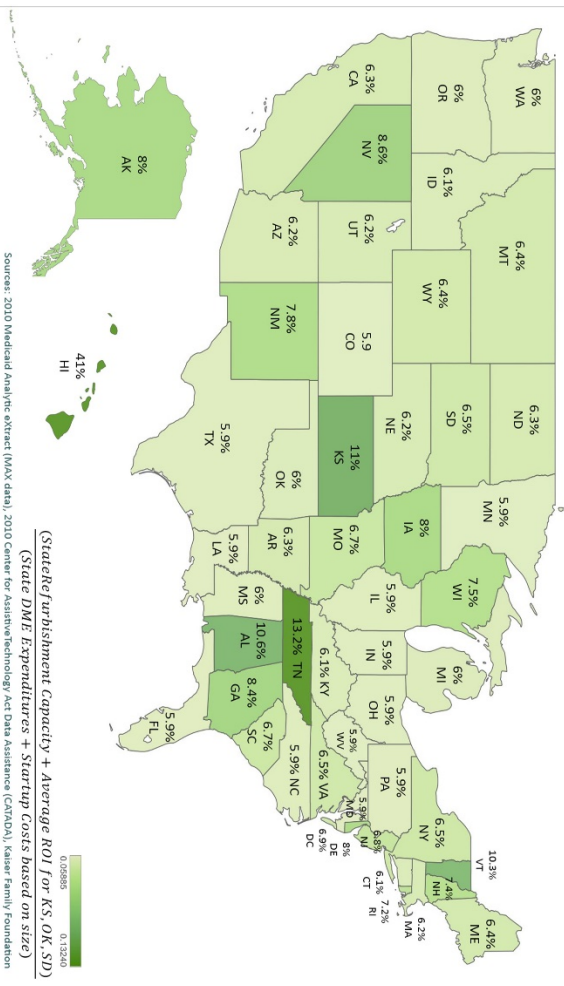 WA
6%
OR
6%
CA
6.3%
NV
8.6%
ID
6.1%
MT
6.4%
WY
6.4%
UT
6.2%
AZ
6.2%
CO
5.9
NM
7.8%
ND
6.3%
SD
6.5%
NE
6.2%
KS
11%
OK
6%
TX
5.9%
MN
5.9%
IA
8%
MO
6.7%
AR
6.3%
LA
5.9%
WI
7.5%
IL
5.9%
MS
6%
MI
6%
IN
5.9%
6.1% KY
13.2% TN
AL
10.6%
OH
5.9%
GA
8.4%
FL
5.9%
SC
6.7%
5.9% NC
6.5% VA
WV
5.9%
PA
5.9%
NY
6.5%
MD
5.9%
DC
6.9%
DE
8%
NJ
6.8%
CT
6.1%
RI
7.2%
MA
6.2%
VT
10.3%
NH
7.4%
ME
6.4%
AK
8%
HI
41%
(StateRefurbishment Capacity + Average ROI for KS, OK, SD)
(State DME Expenditures + Startup Costs based on size)
0.05885
0.13240
Sources: 2010 Medicaid Analytic eXtract (MAX data), 2010 Center for AssistiveTechnology Act Data Assistance (CATADA), Kaiser Family Foundation